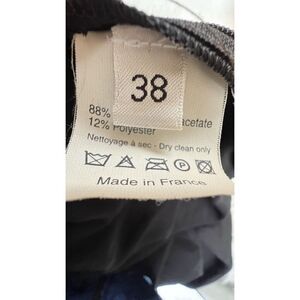 38
88% acetate
12% Polyester
Nettoyage à sec - Dry clean only
Made in France